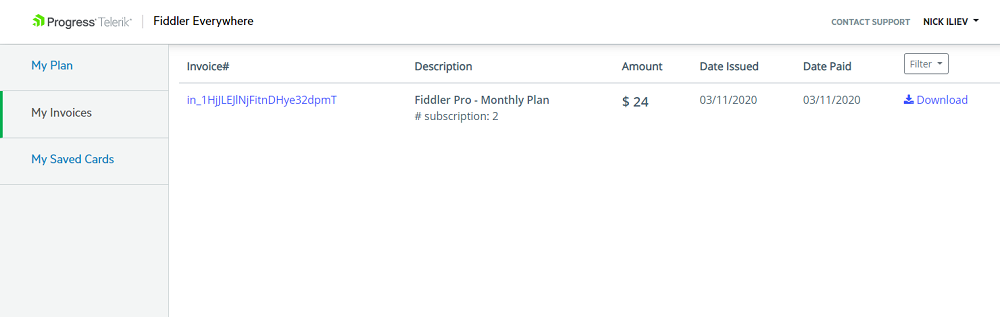 Progress Telerik Fiddler Everywhere CONTACT SUPPORT NICK ILIEV
My Plan
My Invoices
My Saved Cards
Invoice# Description Amount Date Issued Date Paid Filter
in_1HjJLEJlNjFitnDHye32dpmT Fiddler Pro - Monthly Plan $ 24 03/11/2020 03/11/2020 Download
# subscription: 2